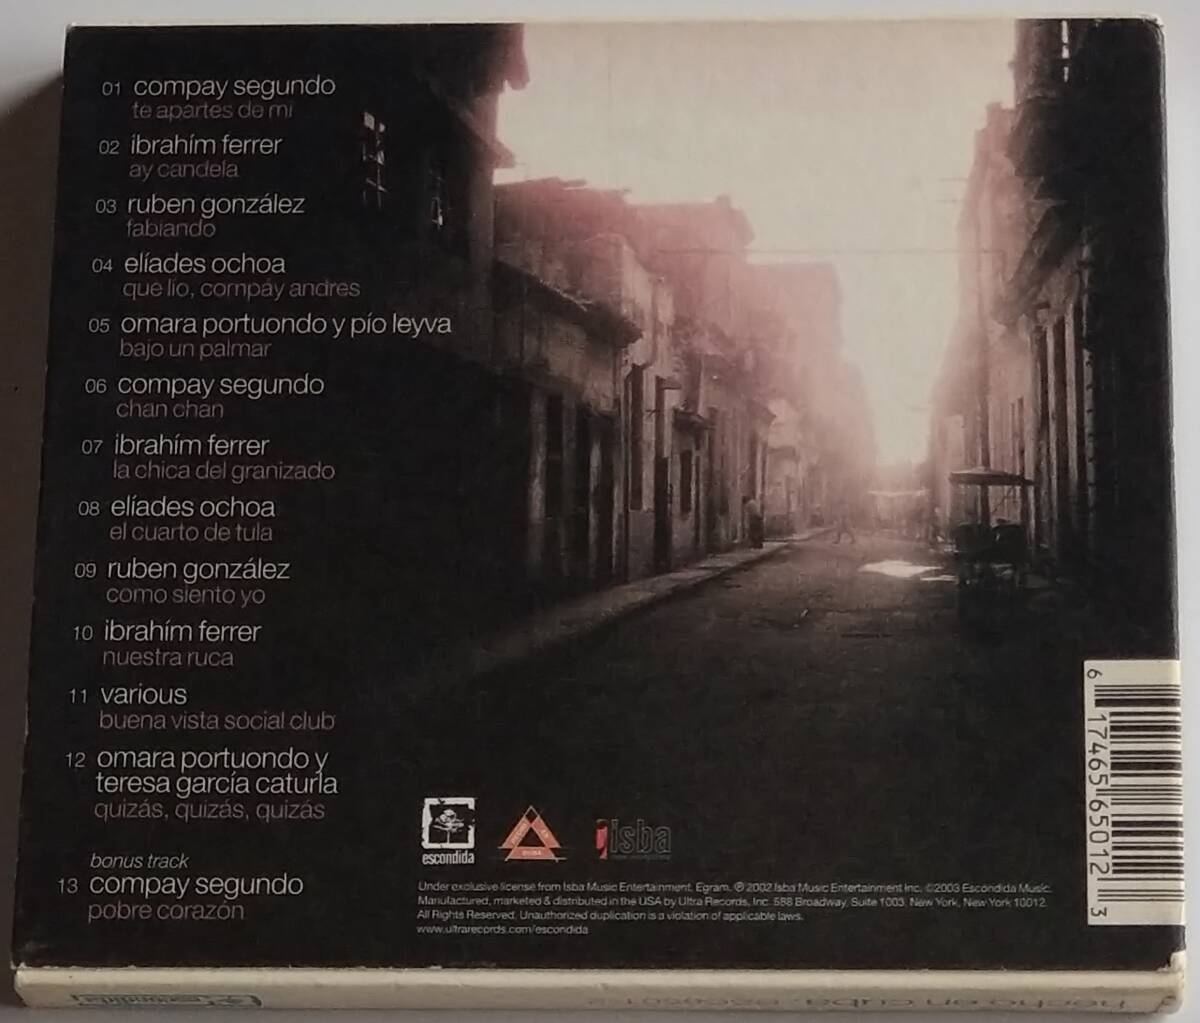 01 compay segundo
te apartes de mi
02 ibrahím ferrer
ay candela
03 ruben gonzález
fabiando
04 elíades ochoa
que lío, compáy andres
05 omara portuondo y pío leyva
bajo un palmar
06 compay segundo
chan chan
07 ibrahím ferrer
la chica del granizado
08 elíades ochoa
el cuarto de tula
09 ruben gonzález
como siento yo
10 ibrahím ferrer
nuestra ruca
11 various
buena vista social club
12 omara portuondo y
teresa garcía caturla
quizás, quizás, quizás
bonus track
13 compay segundo
pobre corazón
escondida
isba
Under exclusive license from Isba Music Entertainment, Egram, ℗ 2002 Isba Music Entertainment Inc. ©2003 Escondida Music.
Manufactured, marketed & distributed in the USA by Ultra Records, Inc. 588 Broadway, Suite 1003, New York, New York 10012.
All Rights Reserved. Unauthorized duplication is a violation of applicable laws.
www.ultrarecords.com/escondida
6 17465 65012 3
escondida
hecho en cuba